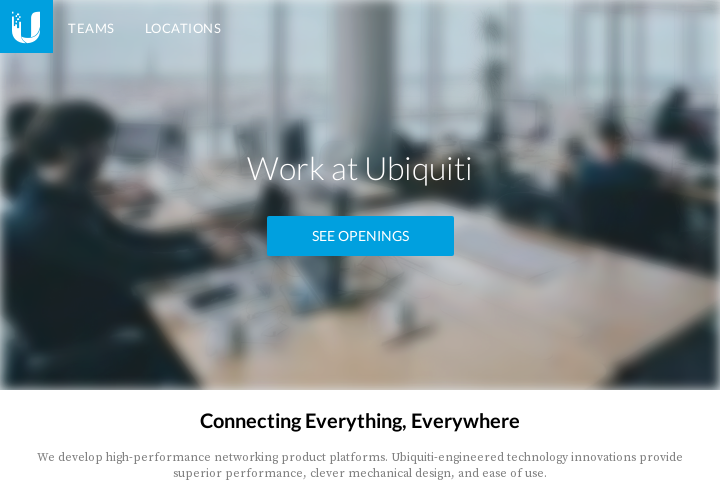 TEAMS LOCATIONS
Work at Ubiquiti
SEE OPENINGS
Connecting Everything, Everywhere
We develop high-performance networking product platforms. Ubiquiti-engineered technology innovations provide
superior performance, clever mechanical design, and ease of use.